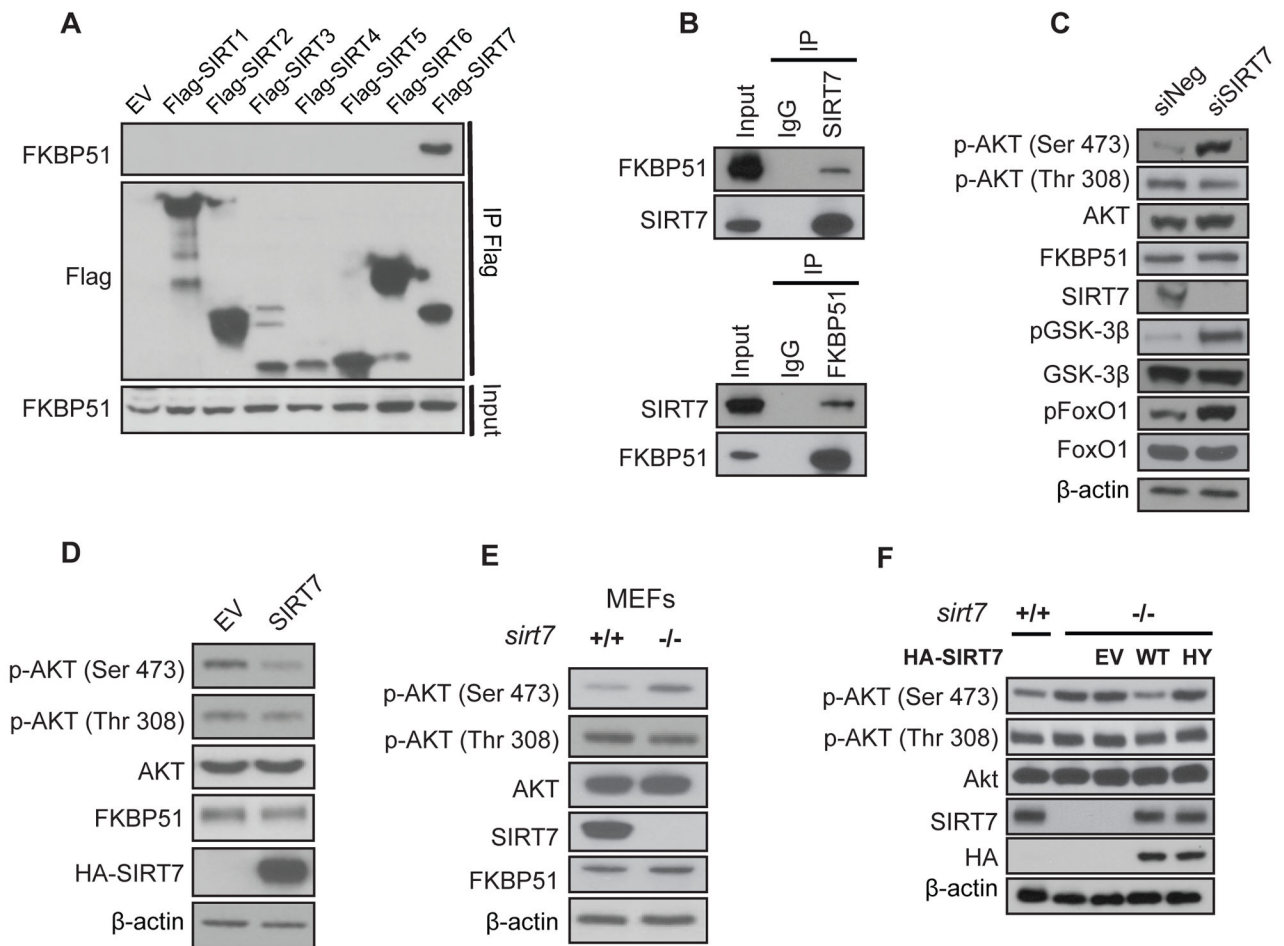 A
EV
Flag-SIRT1
Flag-SIRT2
Flag-SIRT3
Flag-SIRT4
Flag-SIRT5
Flag-SIRT6
Flag-SIRT7
FKBP51
Flag
IP Flag
FKBP51
Input
B
IP
Input
IgG
SIRT7
FKBP51
SIRT7
IP
Input
IgG
FKBP51
SIRT7
FKBP51
C
siNeg
siSIRT7
p-AKT (Ser 473)
p-AKT (Thr 308)
AKT
FKBP51
SIRT7
pGSK-3β
GSK-3β
pFoxO1
FoxO1
β-actin
D
EV
SIRT7
p-AKT (Ser 473)
p-AKT (Thr 308)
AKT
FKBP51
HA-SIRT7
β-actin
E
MEFs
sirt7 +/+ -/-
p-AKT (Ser 473)
p-AKT (Thr 308)
AKT
SIRT7
FKBP51
β-actin
F
sirt7 +/+ -/-
HA-SIRT7 EV WT HY
p-AKT (Ser 473)
p-AKT (Thr 308)
Akt
SIRT7
HA
β-actin